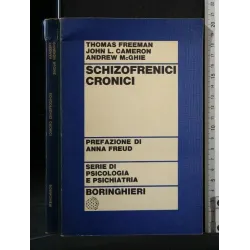 THOMAS FREEMAN
JOHN L. CAMERON
ANDREW McGHIE
SCHIZOFRENICI
CRONICI
PREFAZIONE DI
ANNA FREUD
SERIE DI
PSICOLOGIA
E PSICHIATRIA
BORINGHIERI